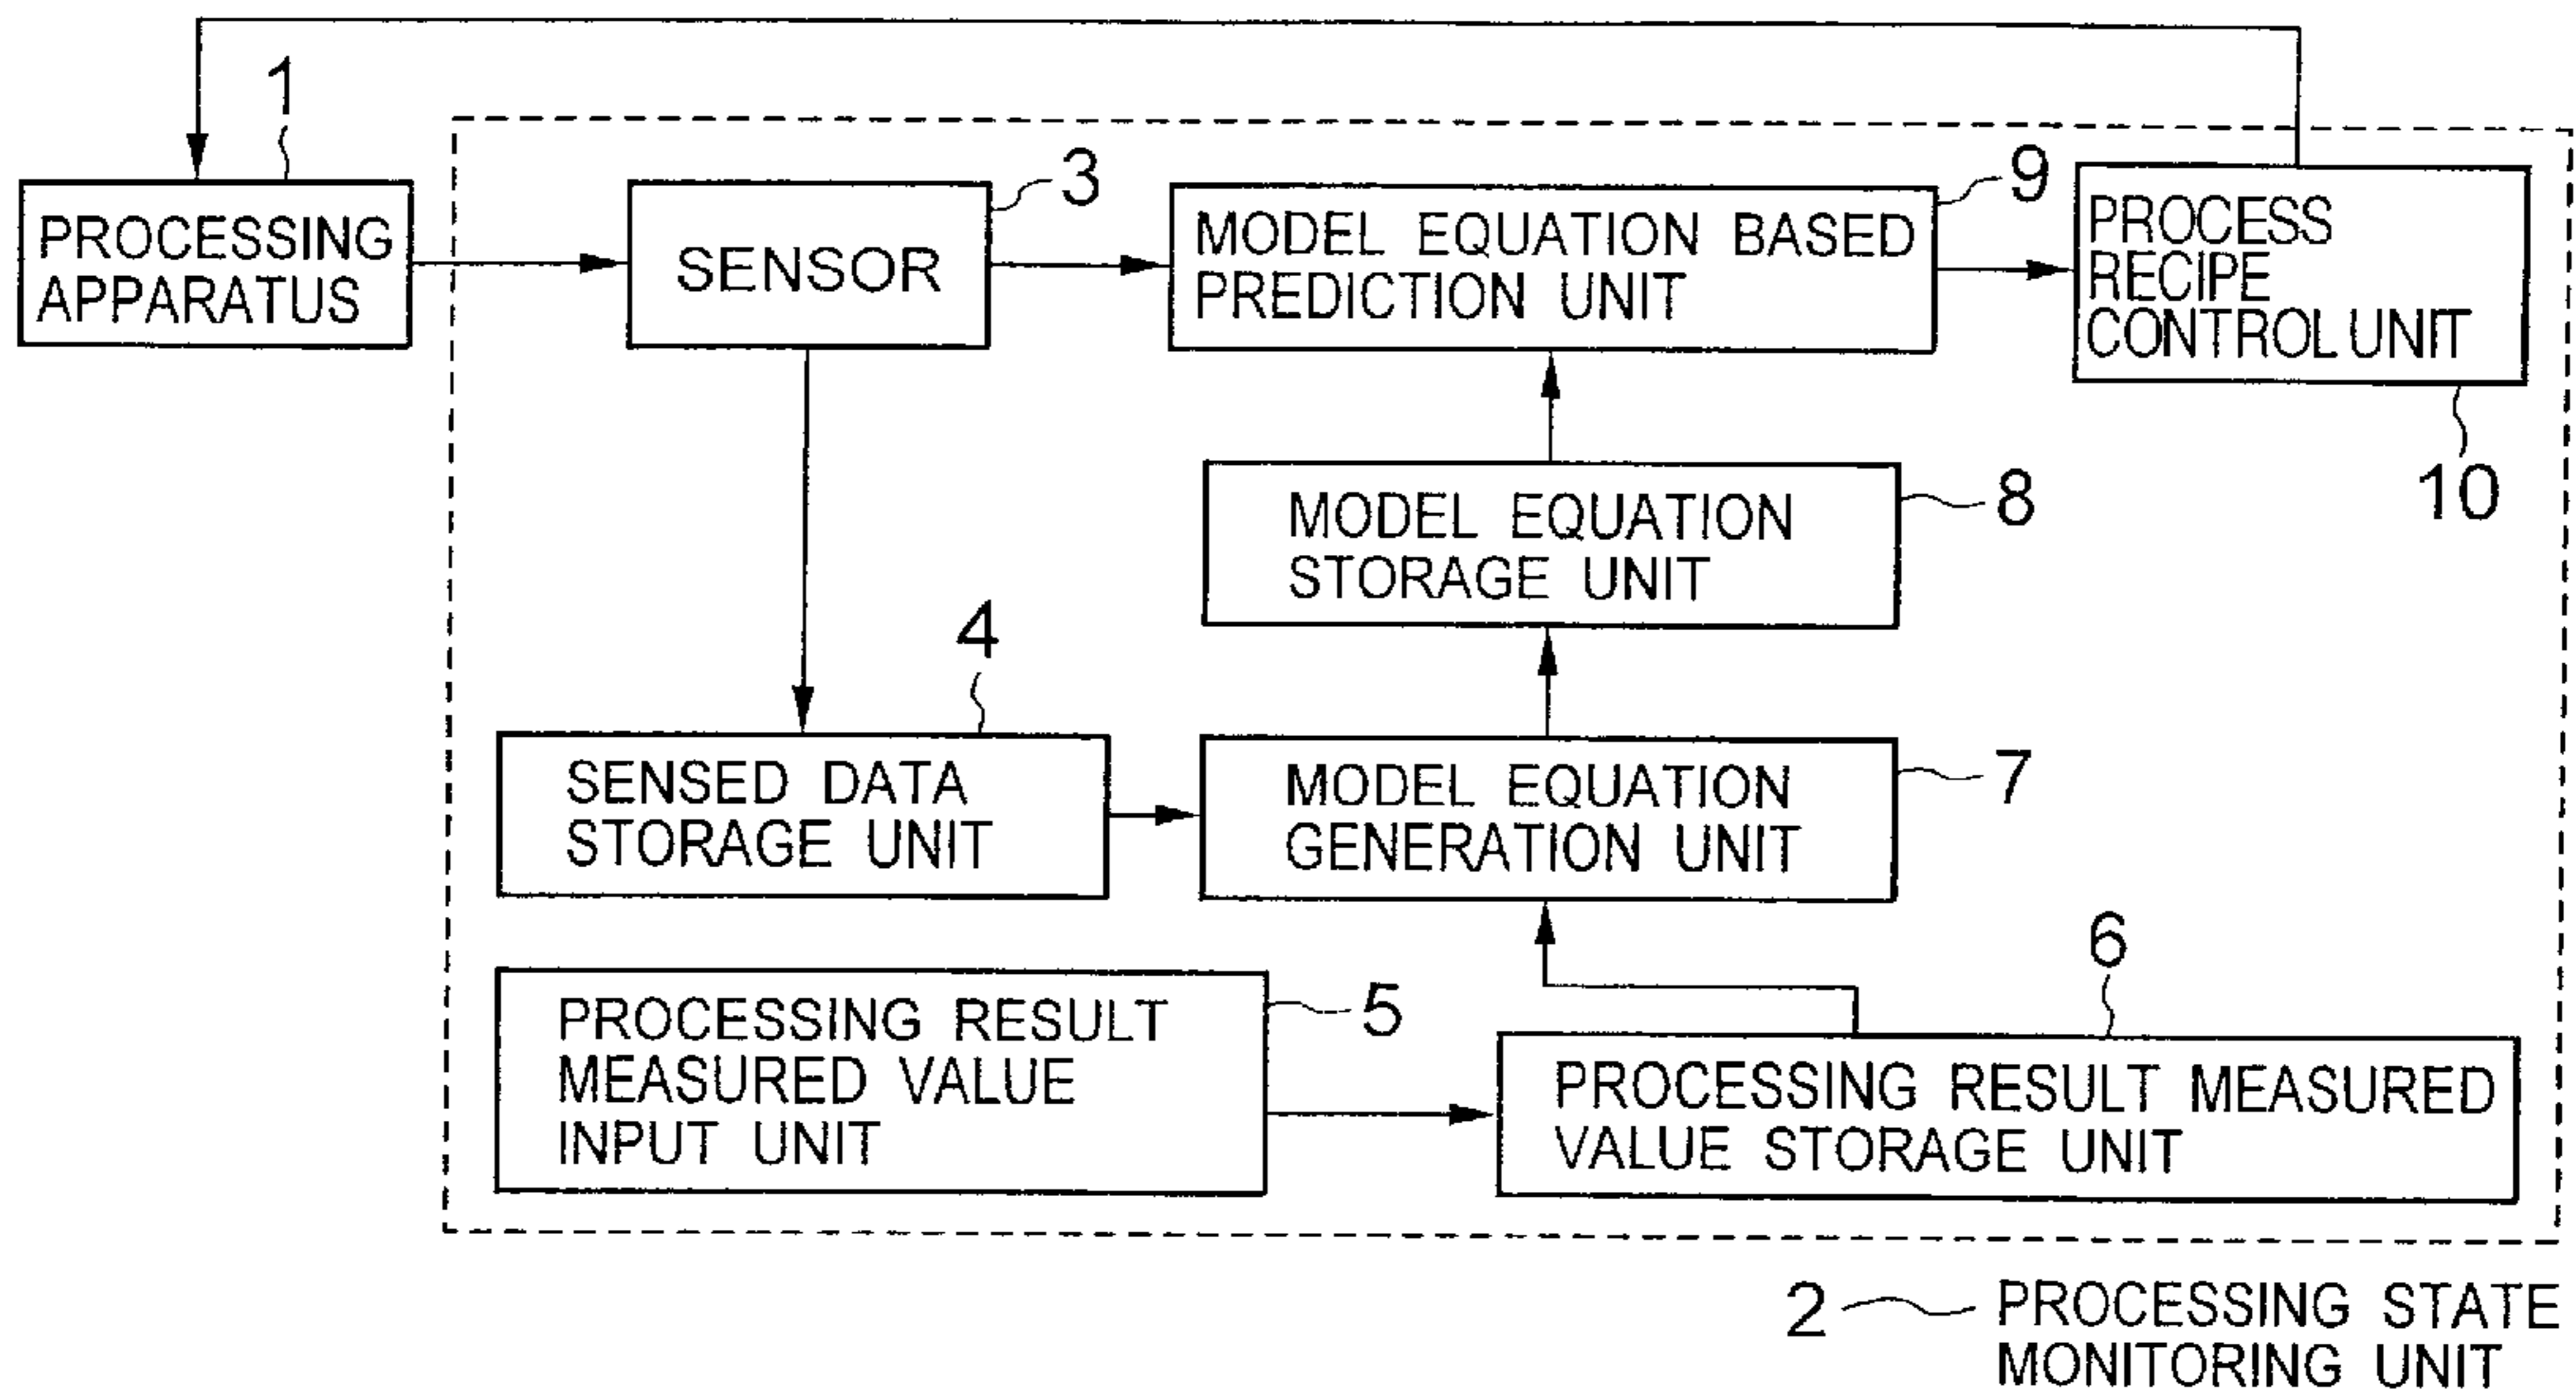 1
PROCESSING
APPARATUS
3
SENSOR
9
MODEL EQUATION BASED
PREDICTION UNIT
PROCESS
RECIPE
CONTROL UNIT
10
8
MODEL EQUATION
STORAGE UNIT
4
SENSED DATA
STORAGE UNIT
7
MODEL EQUATION
GENERATION UNIT
5
PROCESSING RESULT
MEASURED VALUE
INPUT UNIT
6
PROCESSING RESULT MEASURED
VALUE STORAGE UNIT
2 PROCESSING STATE
MONITORING UNIT